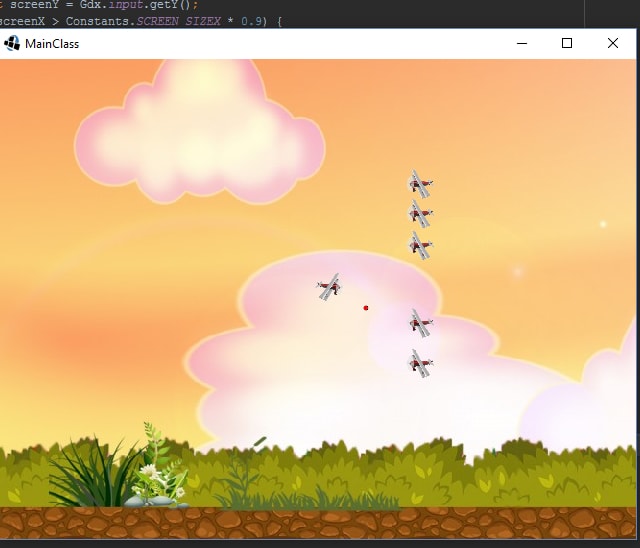 t screenY = Gdx.input.getY();
screenX > Constants.SCREEN_SIZEX * 0.9) {
MainClass